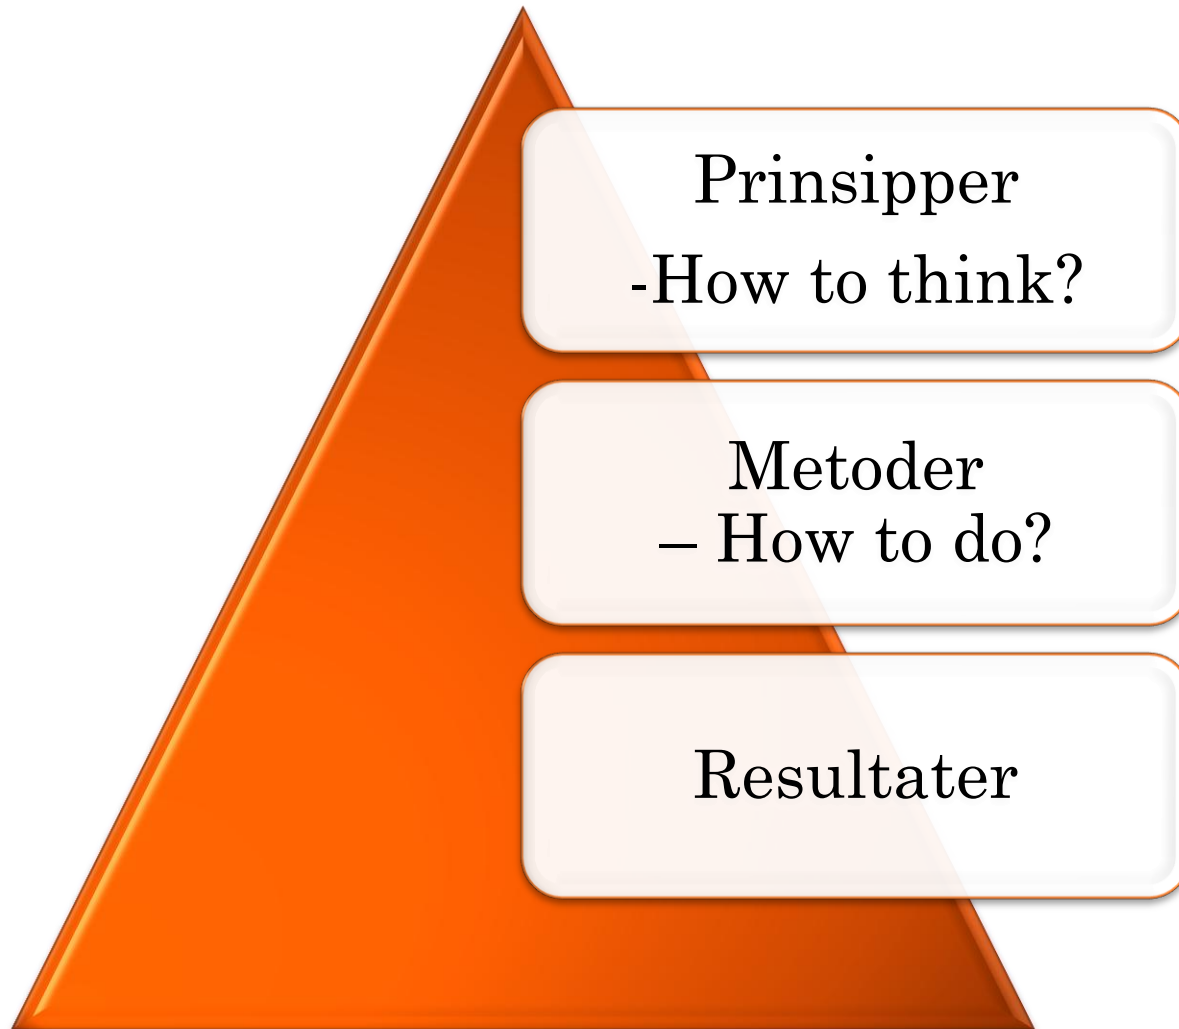 Prinsipper
-How to think?
Metoder
– How to do?
Resultater